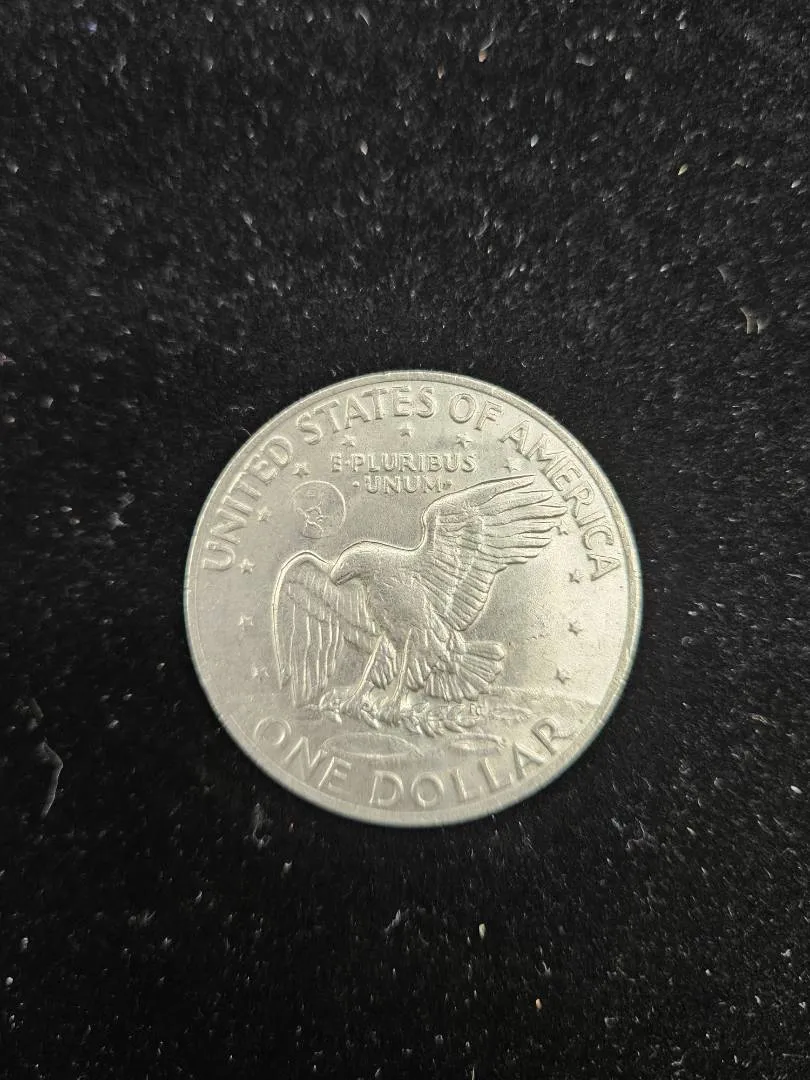 UNITED STATES OF AMERICA
E·PLURIBUS
·UNUM·
ONE DOLLAR